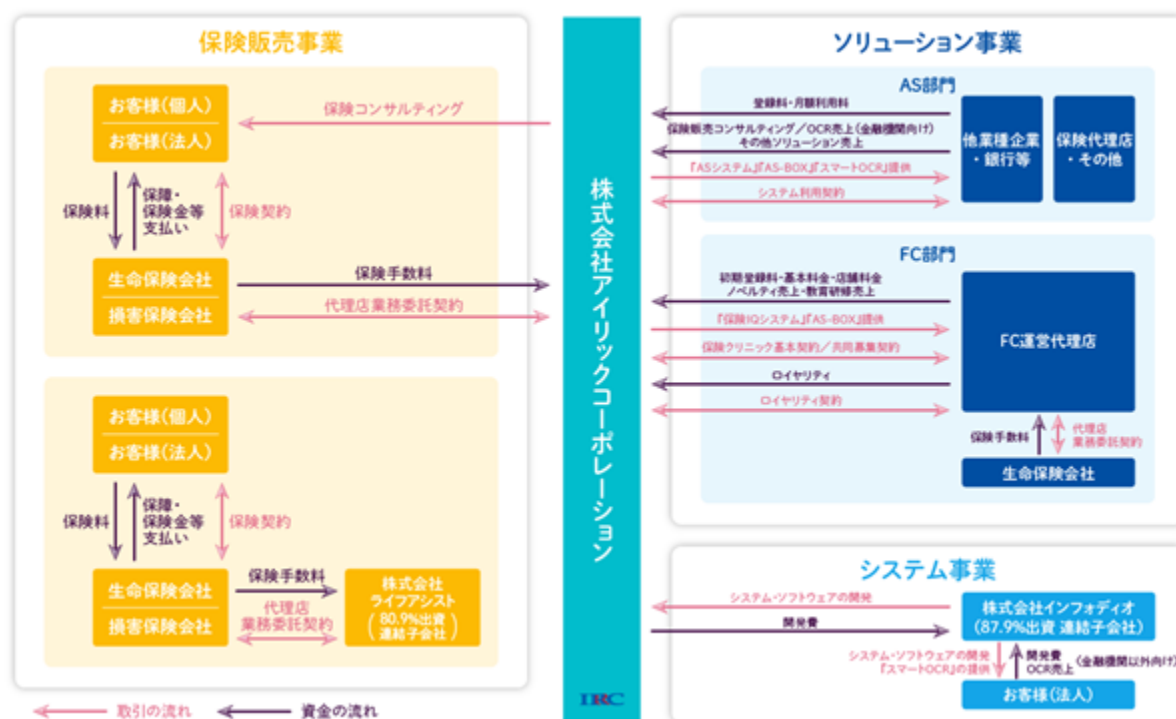 保険販売事業
お客様(個人)
お客様(法人)
保険コンサルティング
保険料
保障・
保険金等
支払い
保険契約
生命保険会社
損害保険会社
保険手数料
代理店業務委託契約
お客様(個人)
お客様(法人)
保険料
保障・
保険金等
支払い
保険契約
生命保険会社
損害保険会社
保険手数料
代理店
業務委託契約
株式会社
ライフアシスト
(80.9%出資
連結子会社)
取引の流れ
資金の流れ
株式会社アイリックコーポレーション
IRRC
ソリューション事業
AS部門
登録料・月額利用料
保険販売コンサルティング/OCR売上(金融機関向け)
その他ソリューション売上
『ASシステム』『AS-BOX』『スマートOCR』提供
システム利用契約
他業種企業
・銀行等
保険代理店
・その他
FC部門
初期登録料・基本料金・店舗料金
ノベルティ売上・教育研修売上
『保険IQシステム』『AS-BOX』提供
保険クリニック基本契約/共同募集契約
ロイヤリティ
ロイヤリティ契約
FC運営代理店
保険手数料
代理店
業務委託契約
生命保険会社
システム事業
システム・ソフトウェアの開発
開発費
株式会社インフォディオ
(87.9%出資 連結子会社)
システム・ソフトウェアの開発
『スマートOCR』の提供
開発費
OCR売上
(金融機関以外向け)
お客様(法人)